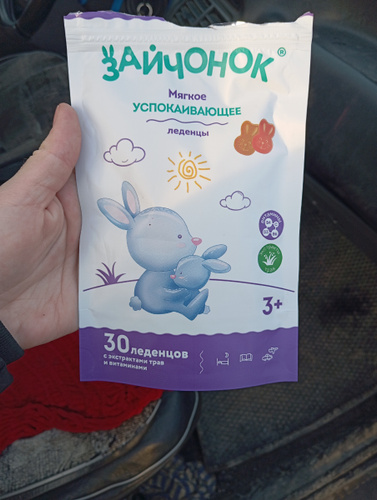 ЗАЙЧОНОК®
Мягкое
УСПОКАИВАЮЩЕЕ
леденцы
3+
30 леденцов
с экстрактами трав
и витаминами